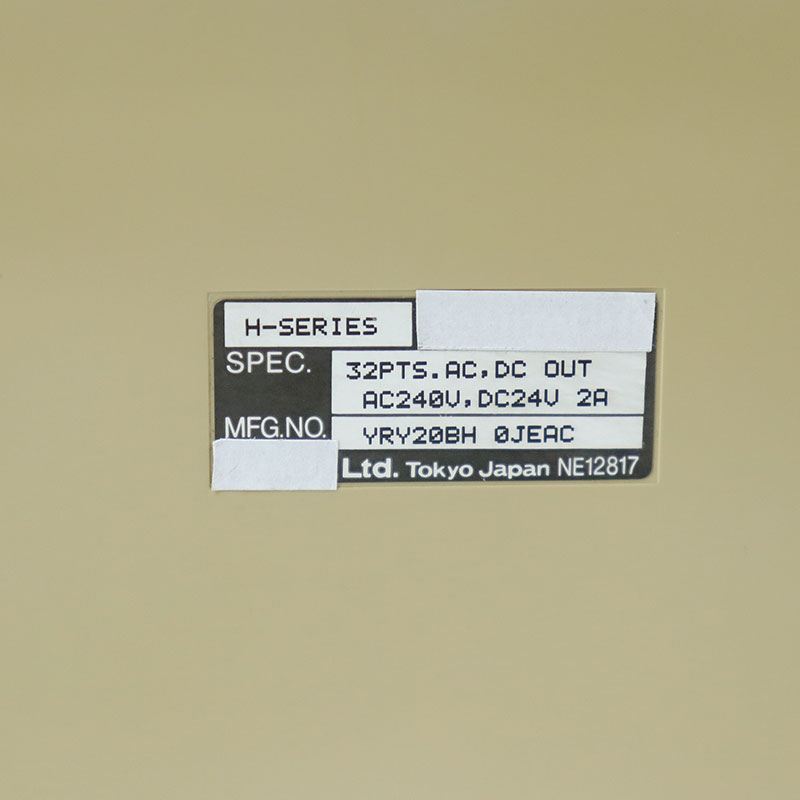 H-SERIES
SPEC. 32PTS.AC,DC OUT
AC240V,DC24V 2A
MFG.NO. YRY20BH 0JEAC
Ltd. Tokyo Japan NE12817